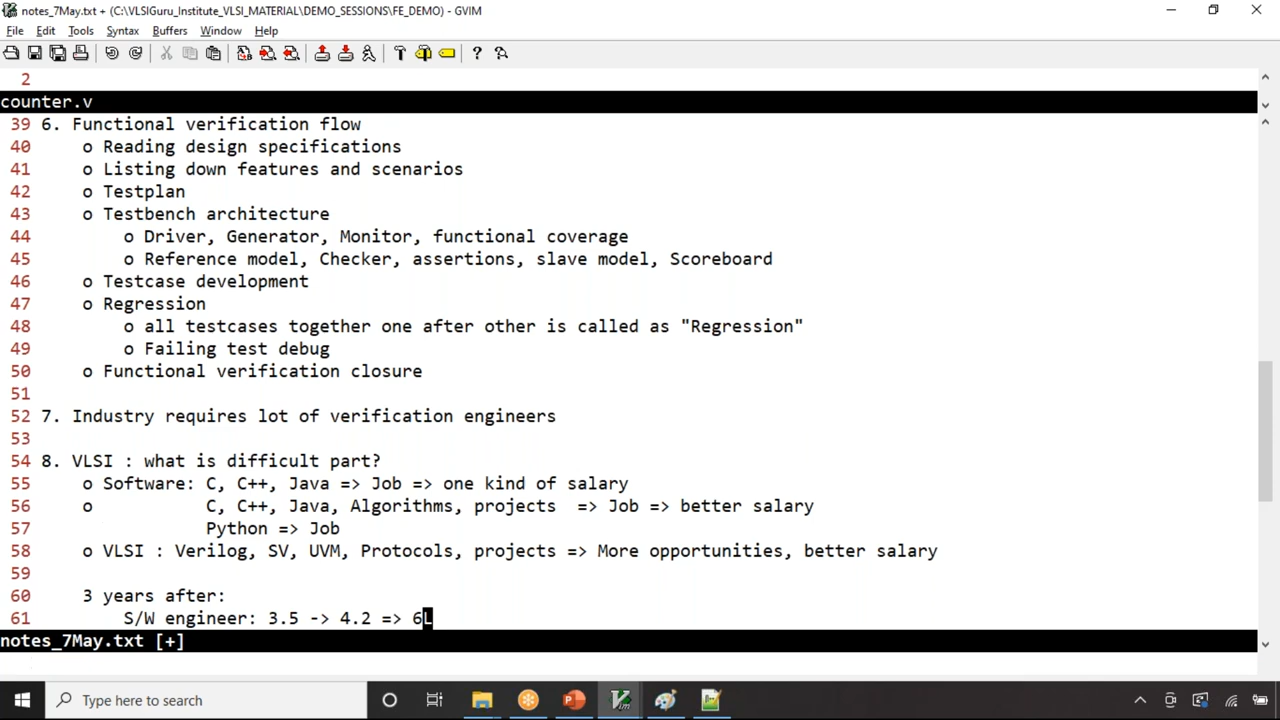 notes_7May.txt + (C:\VLSIGuru_Institute_VLSI_MATERIAL\DEMO_SESSIONS\FE_DEMO) - GVIM
File Edit Tools Syntax Buffers Window Help
2
counter.v
39 6. Functional verification flow
40 o Reading design specifications
41 o Listing down features and scenarios
42 o Testplan
43 o Testbench architecture
44 o Driver, Generator, Monitor, functional coverage
45 o Reference model, Checker, assertions, slave model, Scoreboard
46 o Testcase development
47 o Regression
48 o all testcases together one after other is called as "Regression"
49 o Failing test debug
50 o Functional verification closure
51
52 7. Industry requires lot of verification engineers
53
54 8. VLSI : what is difficult part?
55 o Software: C, C++, Java => Job => one kind of salary
56 o C, C++, Java, Algorithms, projects => Job => better salary
57 Python => Job
58 o VLSI : Verilog, SV, UVM, Protocols, projects => More opportunities, better salary
59
60 3 years after:
61 S/W engineer: 3.5 -> 4.2 => 6L
notes_7May.txt [+]
Type here to search